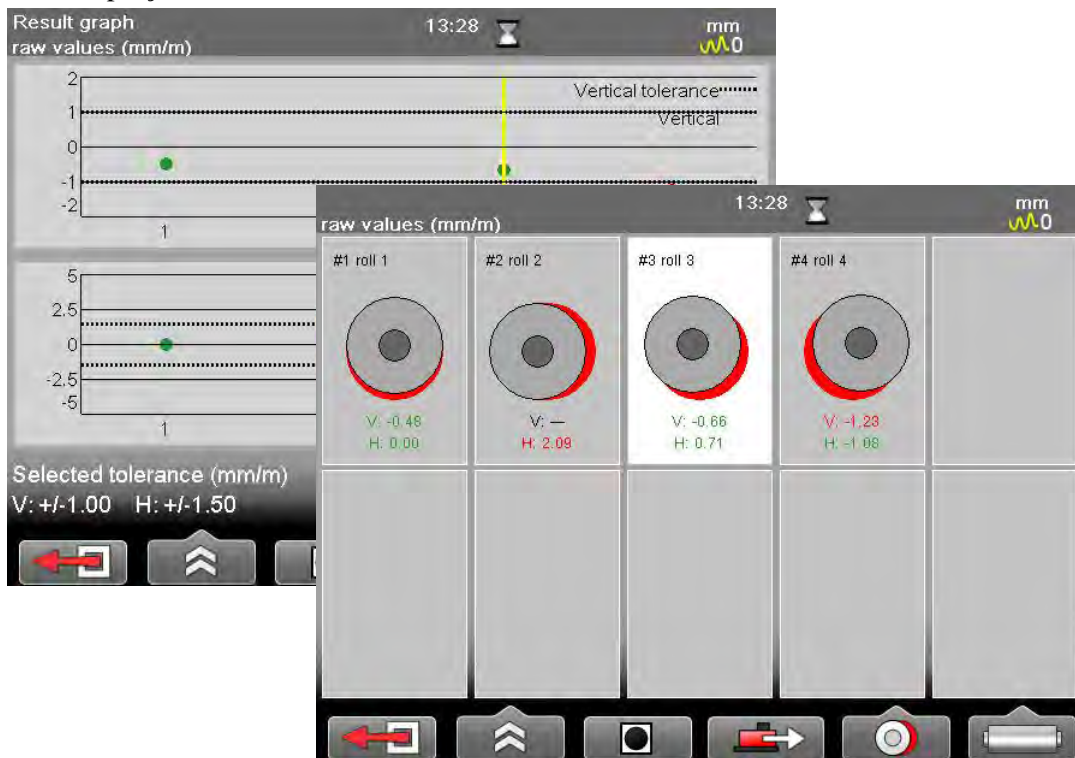 Result graph
raw values (mm/m)
13:28
mm
0
2
1
0
-1
-2
Vertical tolerance
Vertical
1
5
2.5
0
-2.5
-5
1
Selected tolerance (mm/m)
V: +/-1.00 H: +/-1.50
raw values (mm/m)
13:28
mm
0
#1 roll 1
V: -0.48
H: 0.00
#2 roll 2
V: —
H: 2.09
#3 roll 3
V: -0.66
H: 0.71
#4 roll 4
V: -1.23
H: -1.08